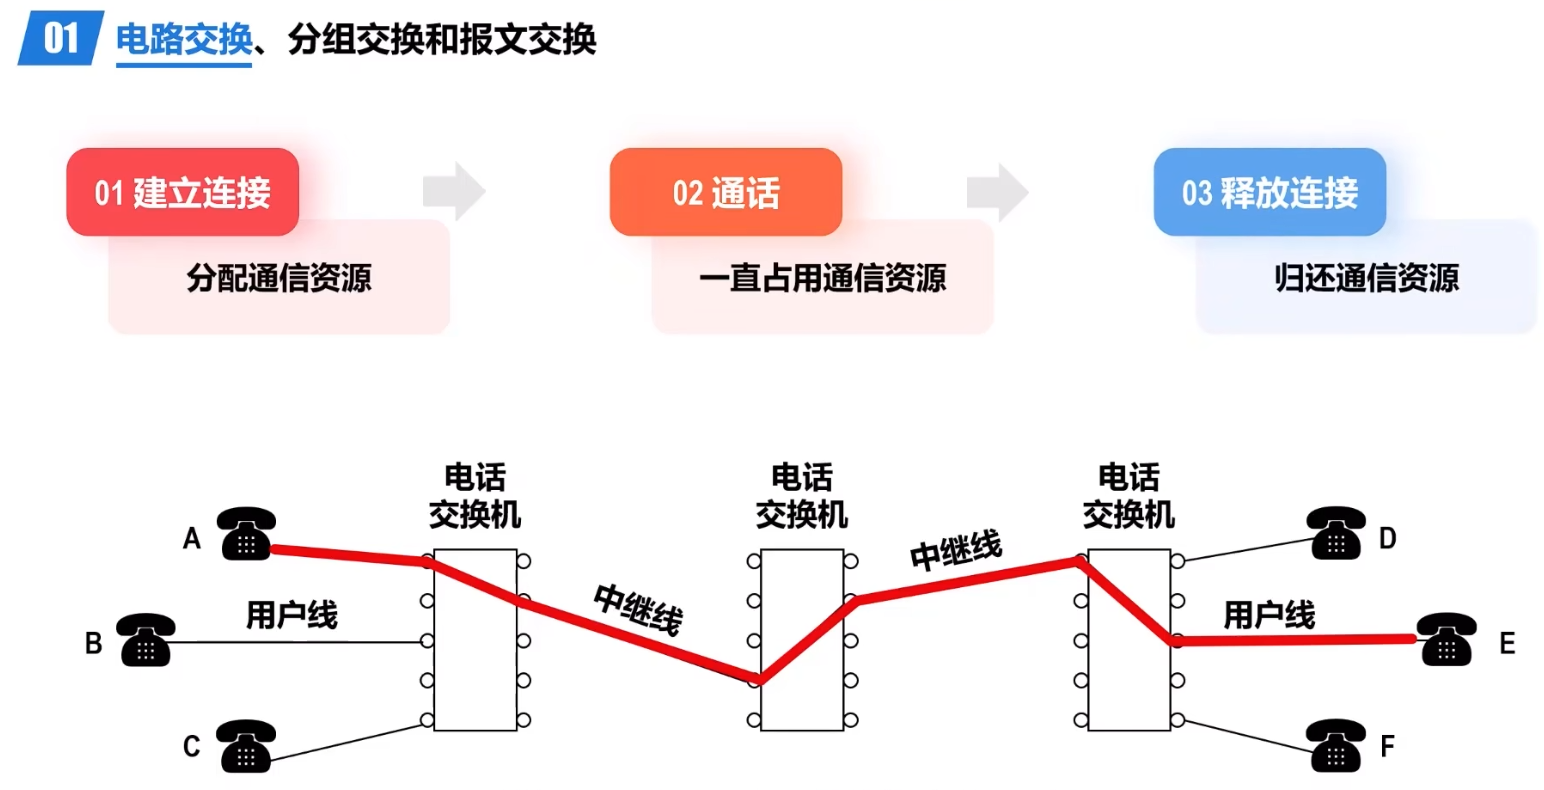 01 电路交换、分组交换和报文交换
01 建立连接
分配通信资源
02 通话
一直占用通信资源
03 释放连接
归还通信资源
电话
交换机
电话
交换机
电话
交换机
A
B
C
用户线
中继线
中继线
用户线
D
E
F